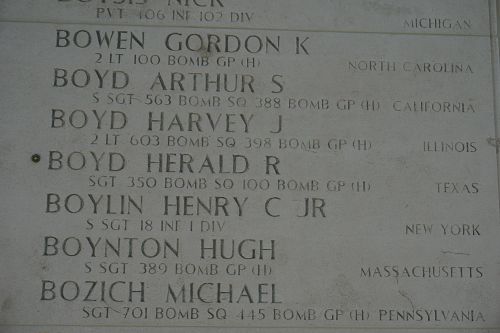 NICK
PVT 406 INF 102 DIV MICHIGAN
BOWEN GORDON K
2 LT 100 BOMB GP (H) NORTH CAROLINA
BOYD ARTHUR S
S SGT 563 BOMB SQ 388 BOMB GP (H) CALIFORNIA
BOYD HARVEY J
2 LT 603 BOMB SQ 398 BOMB GP (H) ILLINOIS
BOYD HERALD R
SGT 350 BOMB SQ 100 BOMB GP (H) TEXAS
BOYLIN HENRY C JR
S SGT 18 INF 1 DIV NEW YORK
BOYNTON HUGH
S SGT 389 BOMB GP (H) MASSACHUSETTS
BOZICH MICHAEL
SGT 701 BOMB SQ 445 BOMB GP (H) PENNSYLVANIA